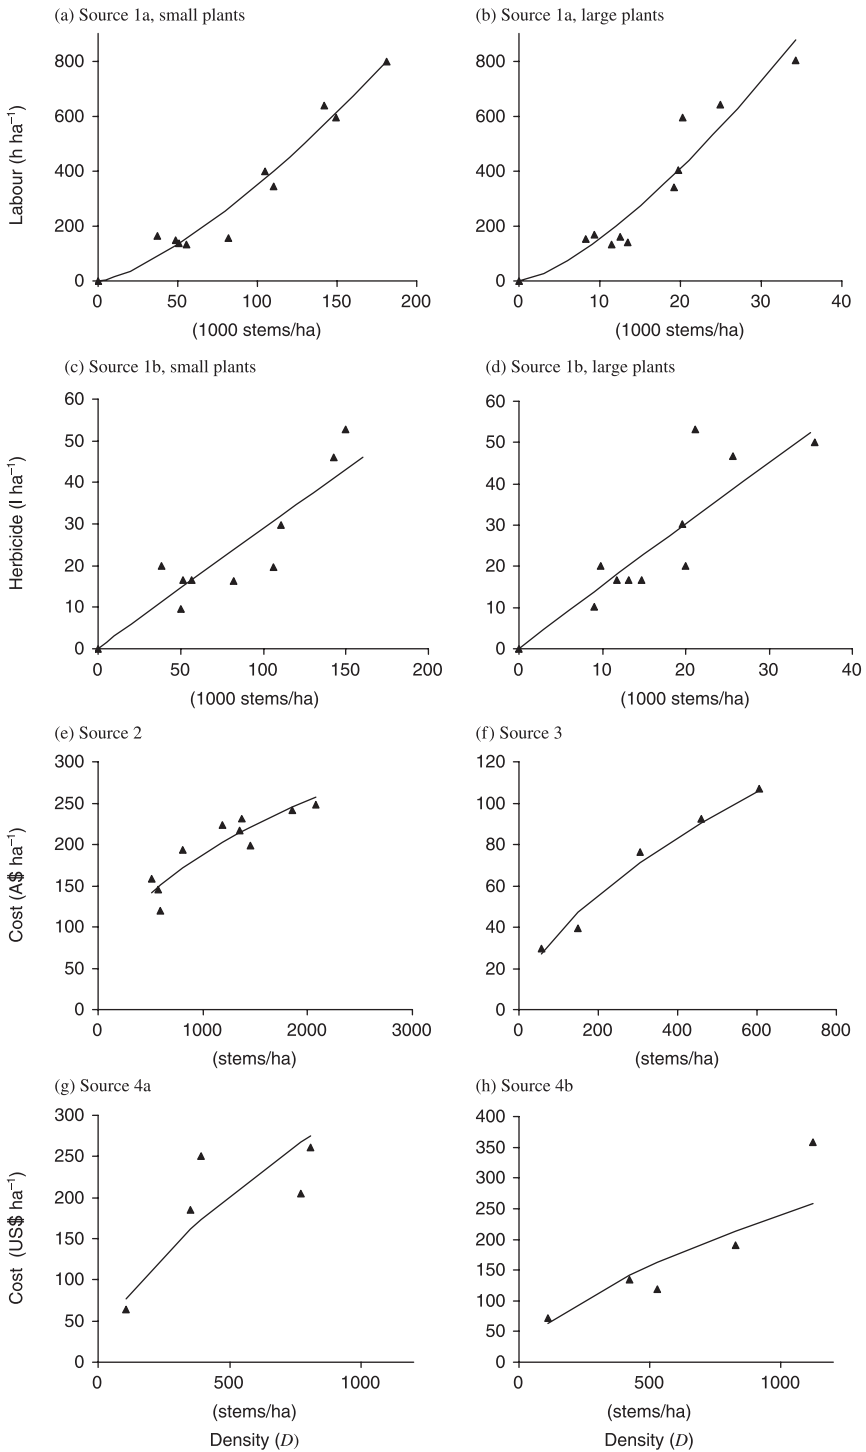 (a) Source 1a, small plants
(b) Source 1a, large plants
Labour (h ha⁻¹)
800
600
400
200
0
0 50 100 150 200
(1000 stems/ha)
800
600
400
200
0
0 10 20 30 40
(1000 stems/ha)
(c) Source 1b, small plants
(d) Source 1b, large plants
Herbicide (l ha⁻¹)
60
50
40
30
20
10
0
0 50 100 150 200
(1000 stems/ha)
60
50
40
30
20
10
0
0 10 20 30 40
(1000 stems/ha)
(e) Source 2
(f) Source 3
Cost (A$ ha⁻¹)
300
250
200
150
100
50
0
0 1000 2000 3000
(stems/ha)
120
100
80
60
40
20
0
0 200 400 600 800
(stems/ha)
(g) Source 4a
(h) Source 4b
Cost (US$ ha⁻¹)
300
250
200
150
100
50
0
0 500 1000
(stems/ha)
Density (D)
400
350
300
250
200
150
100
50
0
0 500 1000
(stems/ha)
Density (D)